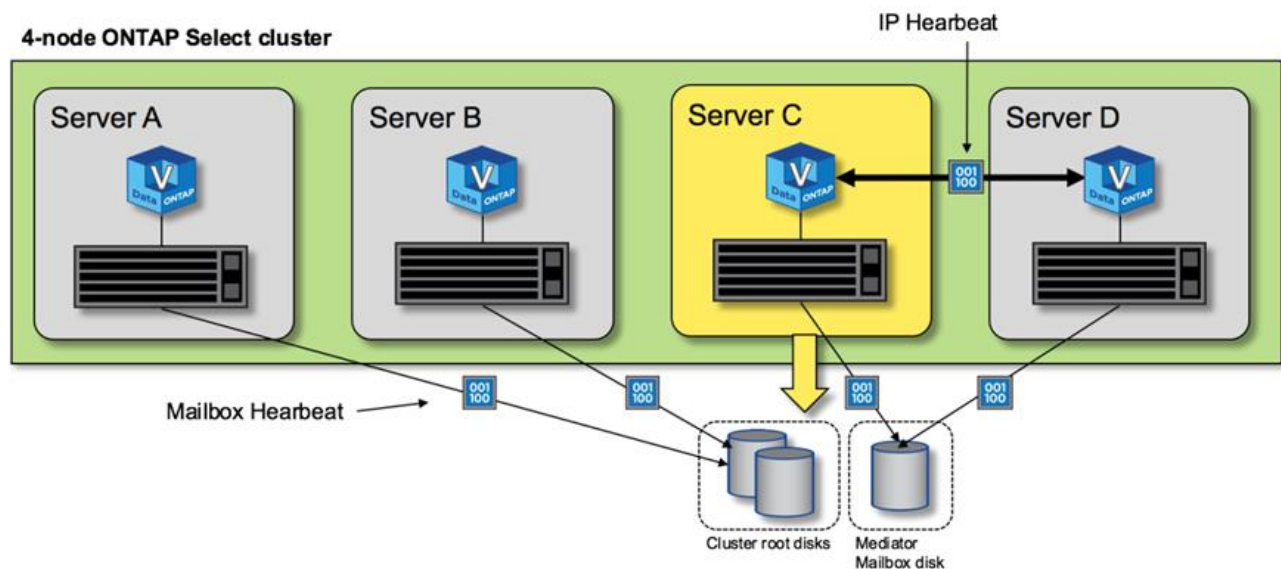 IP Hearbeat
4-node ONTAP Select cluster
Server A
Server B
Server C
Server D
V
Data ONTAP
V
Data ONTAP
V
Data ONTAP
V
Data ONTAP
001
100
Mailbox Hearbeat
001
100
001
100
001
100
001
100
Cluster root disks
Mediator
Mailbox disk